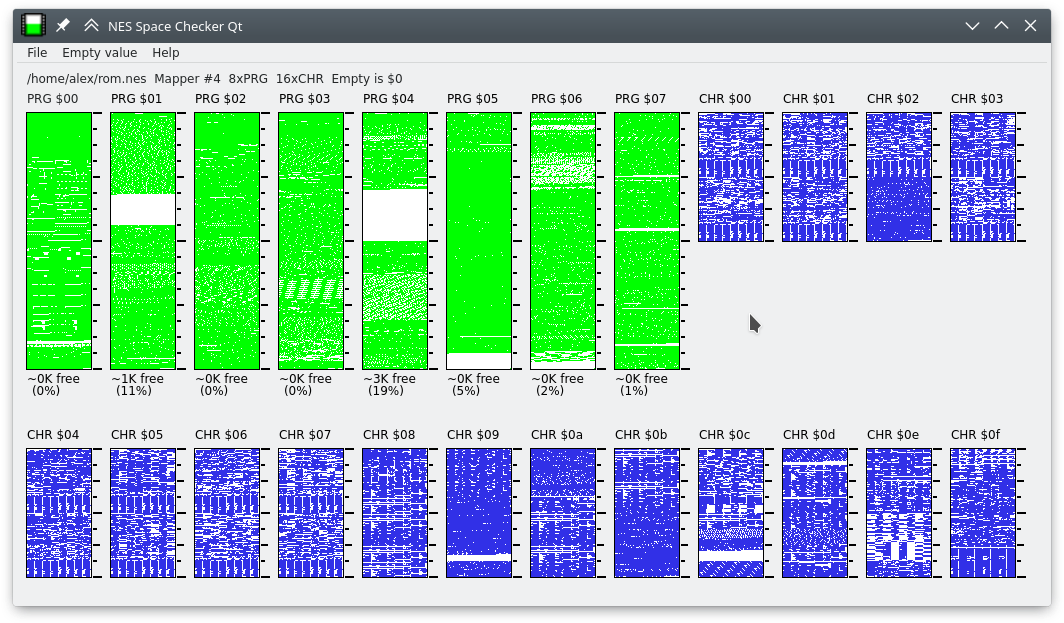 NES Space Checker Qt
File Empty value Help
/home/alex/rom.nes Mapper #4 8xPRG 16xCHR Empty is $0
PRG $00 PRG $01 PRG $02 PRG $03 PRG $04 PRG $05 PRG $06 PRG $07 CHR $00 CHR $01 CHR $02 CHR $03
~0K free ~1K free ~0K free ~0K free ~3K free ~0K free ~0K free ~0K free
(0%) (11%) (0%) (0%) (19%) (5%) (2%) (1%)
CHR $04 CHR $05 CHR $06 CHR $07 CHR $08 CHR $09 CHR $0a CHR $0b CHR $0c CHR $0d CHR $0e CHR $0f